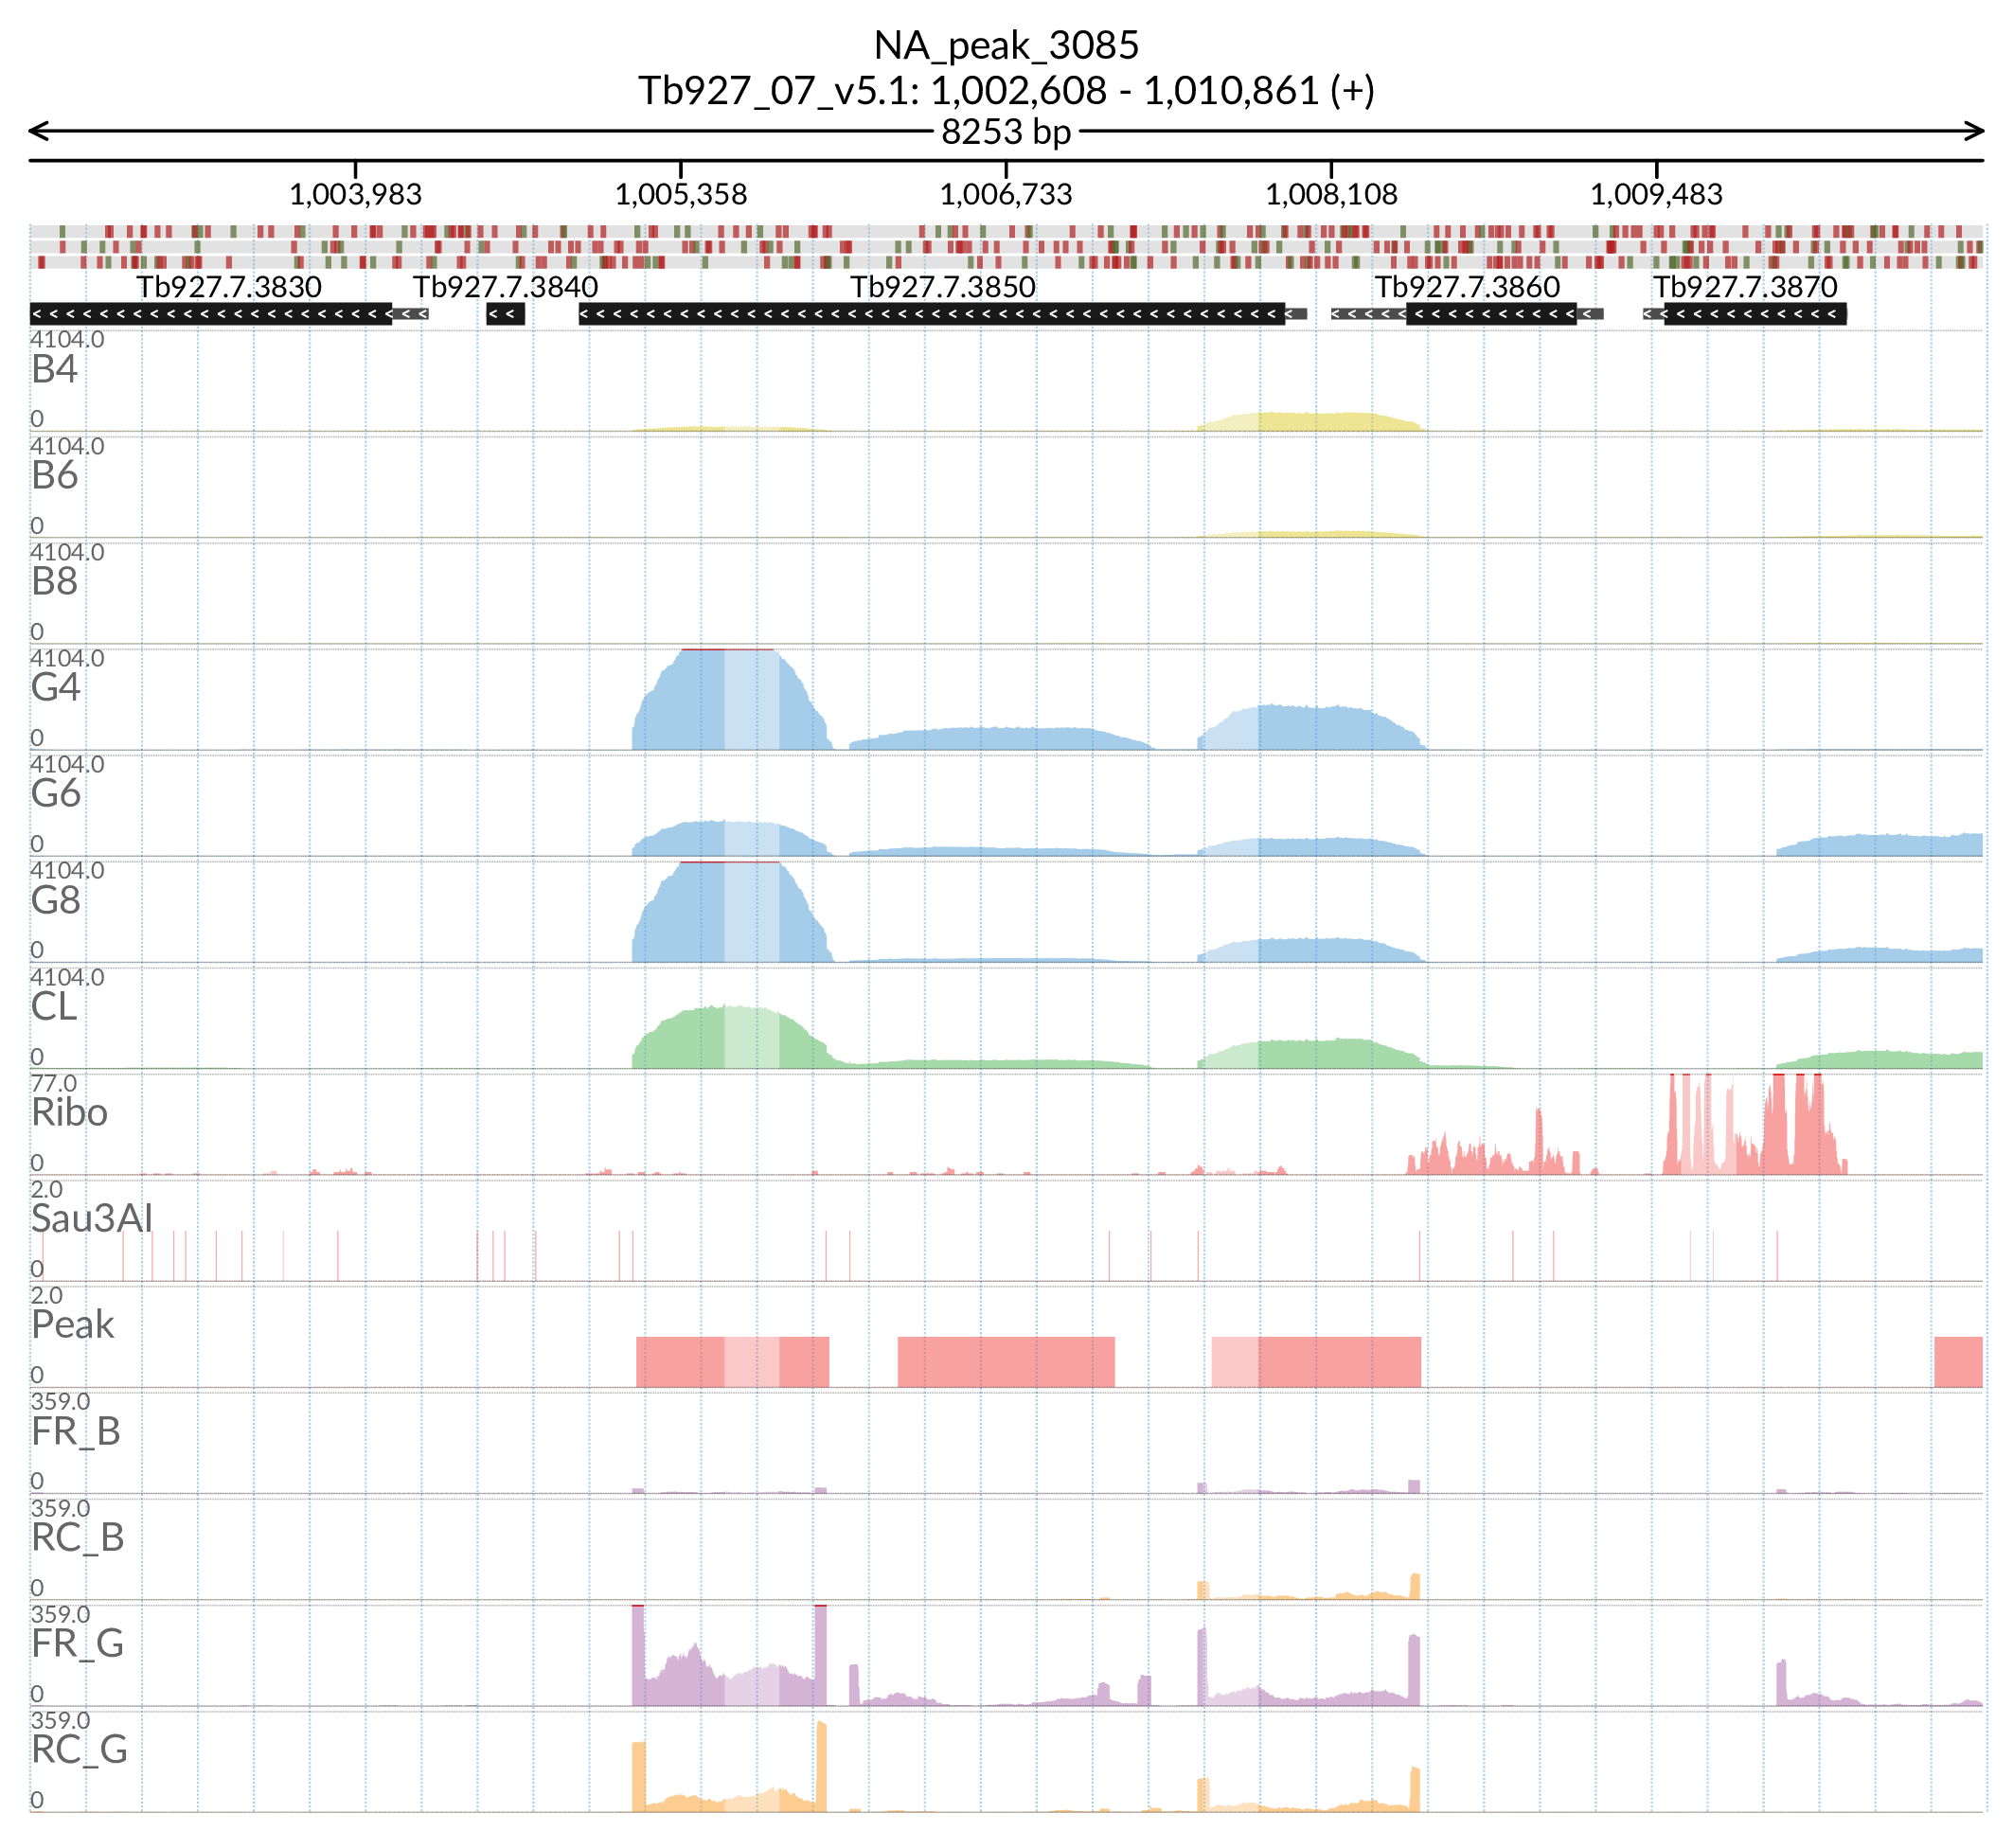 NA_peak_3085
Tb927_07_v5.1: 1,002,608 - 1,010,861 (+)
8253 bp
1,003,983 1,005,358 1,006,733 1,008,108 1,009,483
Tb927.7.3830 Tb927.7.3840 Tb927.7.3850 Tb927.7.3860 Tb927.7.3870
4104.0
B4
0
4104.0
B6
0
4104.0
B8
0
4104.0
G4
0
4104.0
G6
0
4104.0
G8
0
4104.0
CL
0
77.0
Ribo
0
2.0
Sau3AI
0
2.0
Peak
0
359.0
FR_B
0
359.0
RC_B
0
359.0
FR_G
0
359.0
RC_G
0